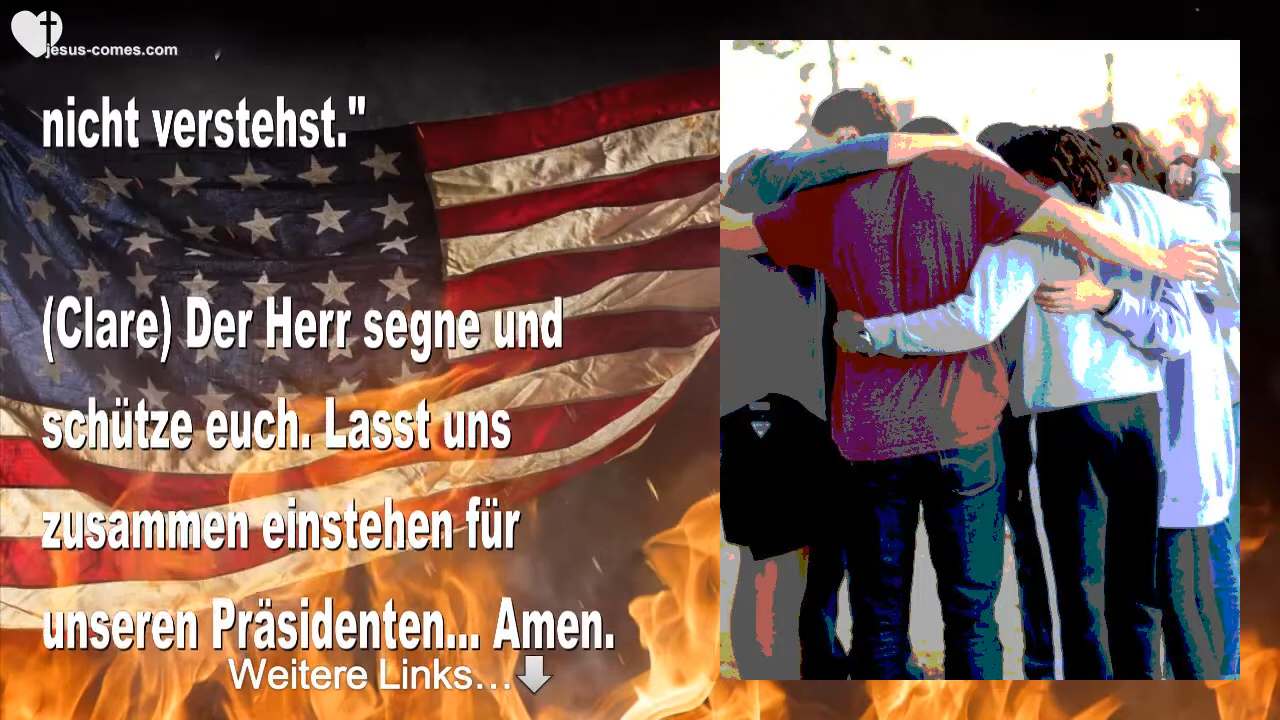 jesus-comes.com
nicht verstehst."
(Clare) Der Herr segne und
schütze euch. Lasst uns
zusammen einstehen für
unseren Präsidenten... Amen.
Weitere Links...